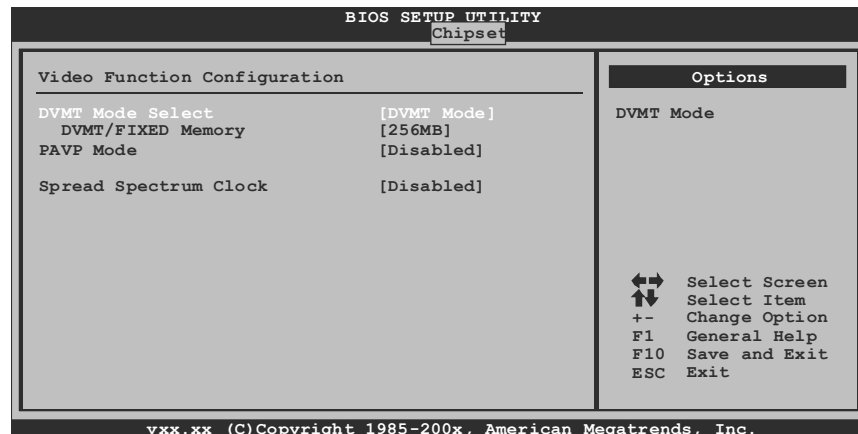 BIOS SETUP UTILITY
Chipset
Video Function Configuration
DVMT Mode Select [DVMT Mode]
DVMT/FIXED Memory [256MB]
PAVP Mode [Disabled]
Spread Spectrum Clock [Disabled]
Options
DVMT Mode
Select Screen
Select Item
+- Change Option
F1 General Help
F10 Save and Exit
ESC Exit
vxx.xx (C)Copyright 1985-200x, American Megatrends, Inc.